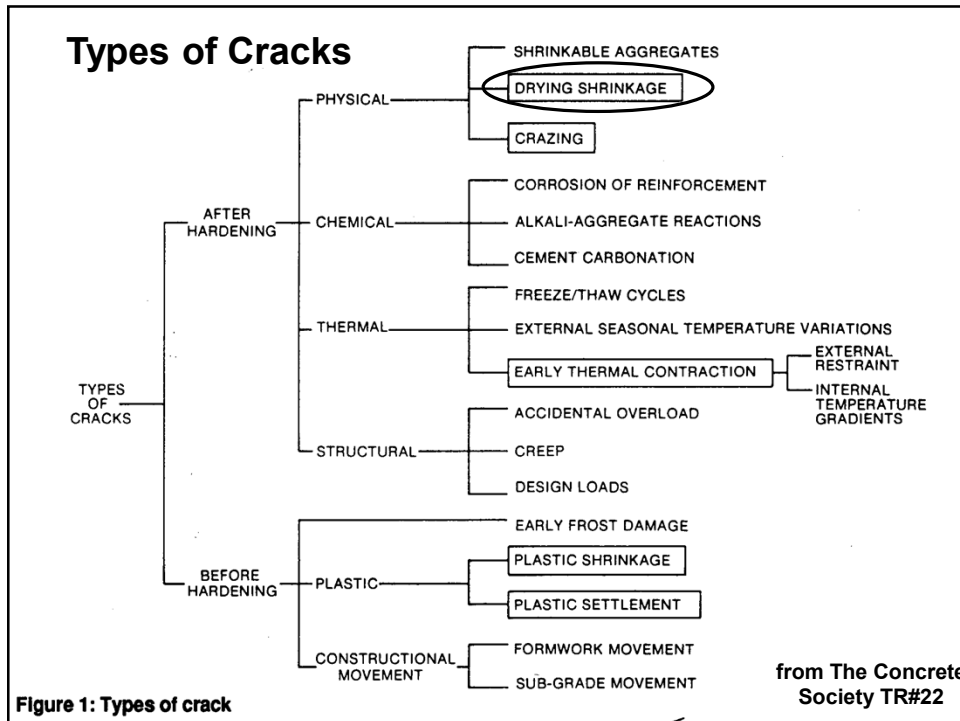 Types of Cracks
SHRINKABLE AGGREGATES
DRYING SHRINKAGE
PHYSICAL
CRAZING
CORROSION OF REINFORCEMENT
AFTER
HARDENING
CHEMICAL
ALKALI-AGGREGATE REACTIONS
CEMENT CARBONATION
FREEZE/THAW CYCLES
THERMAL
EXTERNAL SEASONAL TEMPERATURE VARIATIONS
EARLY THERMAL CONTRACTION
EXTERNAL
RESTRAINT
INTERNAL
TEMPERATURE
GRADIENTS
TYPES
OF
CRACKS
ACCIDENTAL OVERLOAD
STRUCTURAL
CREEP
DESIGN LOADS
EARLY FROST DAMAGE
BEFORE
HARDENING
PLASTIC
PLASTIC SHRINKAGE
PLASTIC SETTLEMENT
CONSTRUCTIONAL
MOVEMENT
FORMWORK MOVEMENT
SUB-GRADE MOVEMENT
from The Concrete
Society TR#22
Figure 1: Types of crack